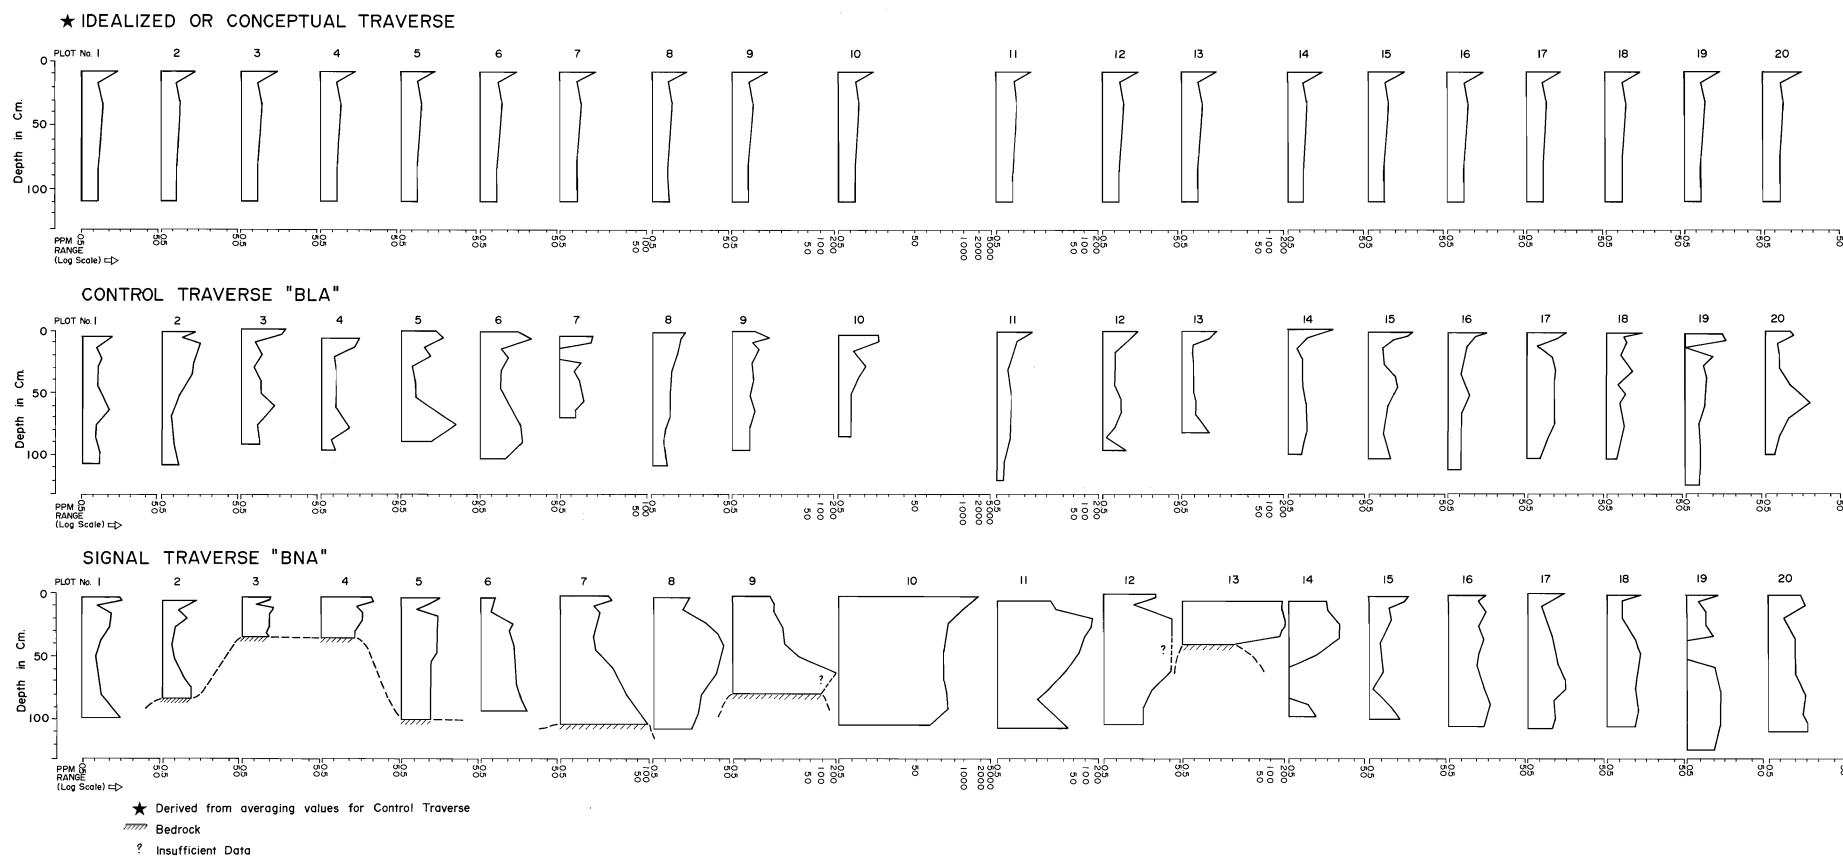 ★ IDEALIZED OR CONCEPTUAL TRAVERSE
PLOT No. 1 2 3 4 5 6 7 8 9 10 11 12 13 14 15 16 17 18 19 20
0
50
100
Depth in Cm.
PPM
RANGE
(Log Scale) ⇨
CONTROL TRAVERSE "BLA"
PLOT No. 1 2 3 4 5 6 7 8 9 10 11 12 13 14 15 16 17 18 19 20
0
50
100
Depth in Cm.
PPM
RANGE
(Log Scale) ⇨
SIGNAL TRAVERSE "BNA"
PLOT No. 1 2 3 4 5 6 7 8 9 10 11 12 13 14 15 16 17 18 19 20
0
50
100
Depth in Cm.
? ?
PPM
RANGE
(Log Scale) ⇨
★ Derived from averaging values for Control Traverse
Bedrock
? Insufficient Data